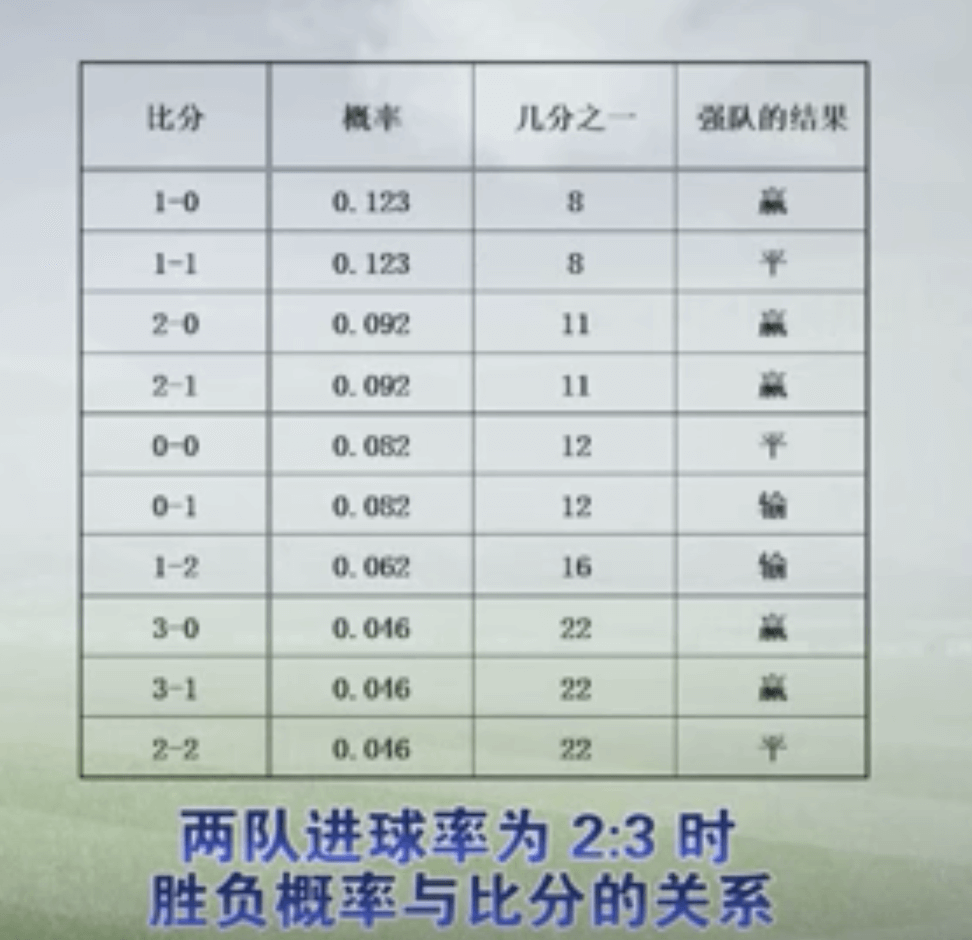 比分 概率 几分之一 强队的结果
1-0 0.123 8 赢
1-1 0.123 8 平
2-0 0.092 11 赢
2-1 0.092 11 赢
0-0 0.082 12 平
0-1 0.082 12 输
1-2 0.062 16 输
3-0 0.046 22 赢
3-1 0.046 22 赢
2-2 0.046 22 平
两队进球率为 2:3 时
胜负概率与比分的关系